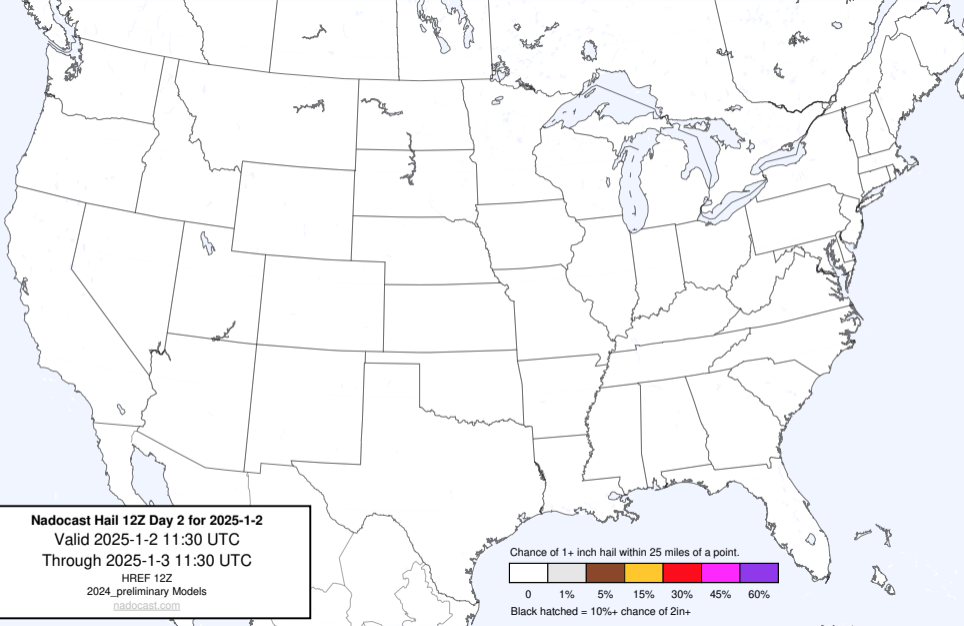 Nadocast Hail 12Z Day 2 for 2025-1-2
Valid 2025-1-2 11:30 UTC
Through 2025-1-3 11:30 UTC
HREF 12Z
2024_preliminary Models
nadocast.com
Chance of 1+ inch hail within 25 miles of a point.
0 1% 5% 15% 30% 45% 60%
Black hatched = 10%+ chance of 2in+